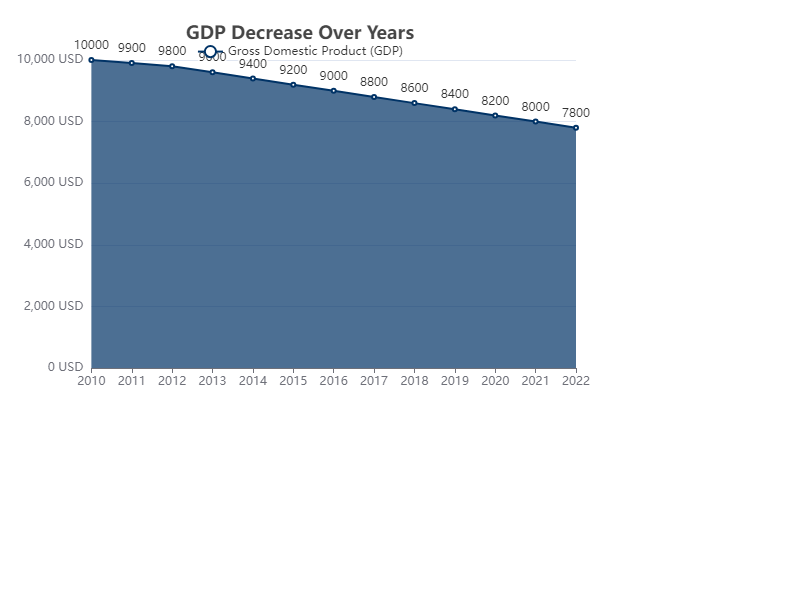 GDP Decrease Over Years
Gross Domestic Product (GDP)
10000 9900 9800 9600 9400 9200 9000 8800 8600 8400 8200 8000 7800
10,000 USD
8,000 USD
6,000 USD
4,000 USD
2,000 USD
0 USD
2010 2011 2012 2013 2014 2015 2016 2017 2018 2019 2020 2021 2022